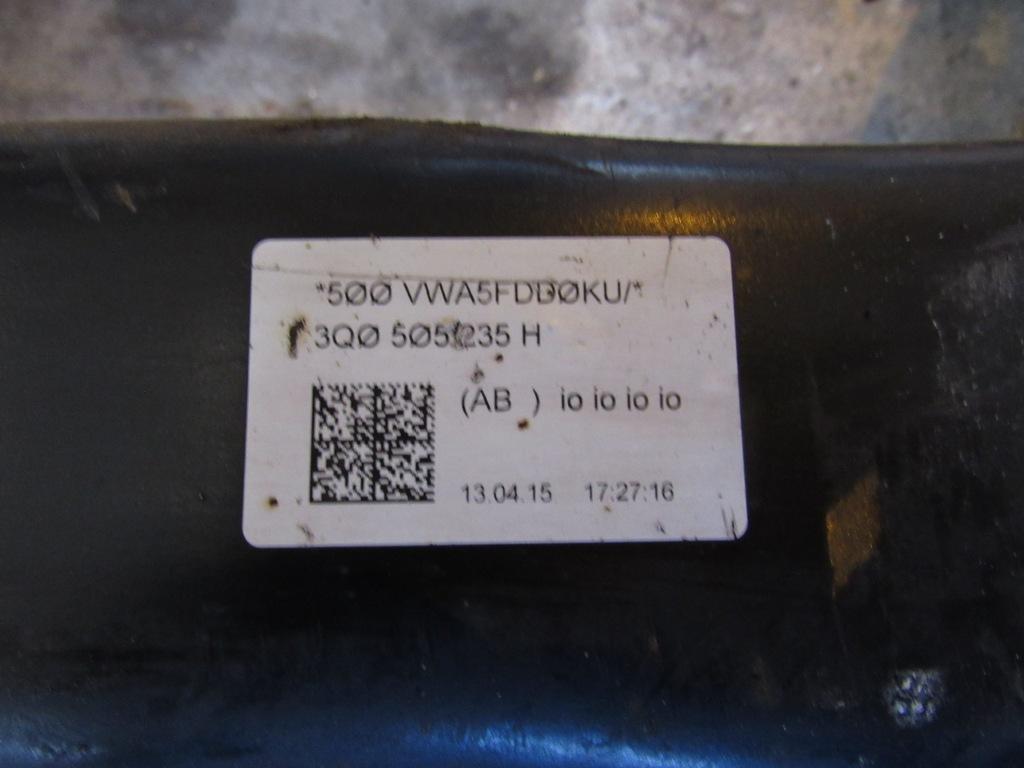 *5ØØ VWA5FDDØKU/*
3QØ 5Ø5 235 H
(AB ) io io io io
13.04.15 17:27:16